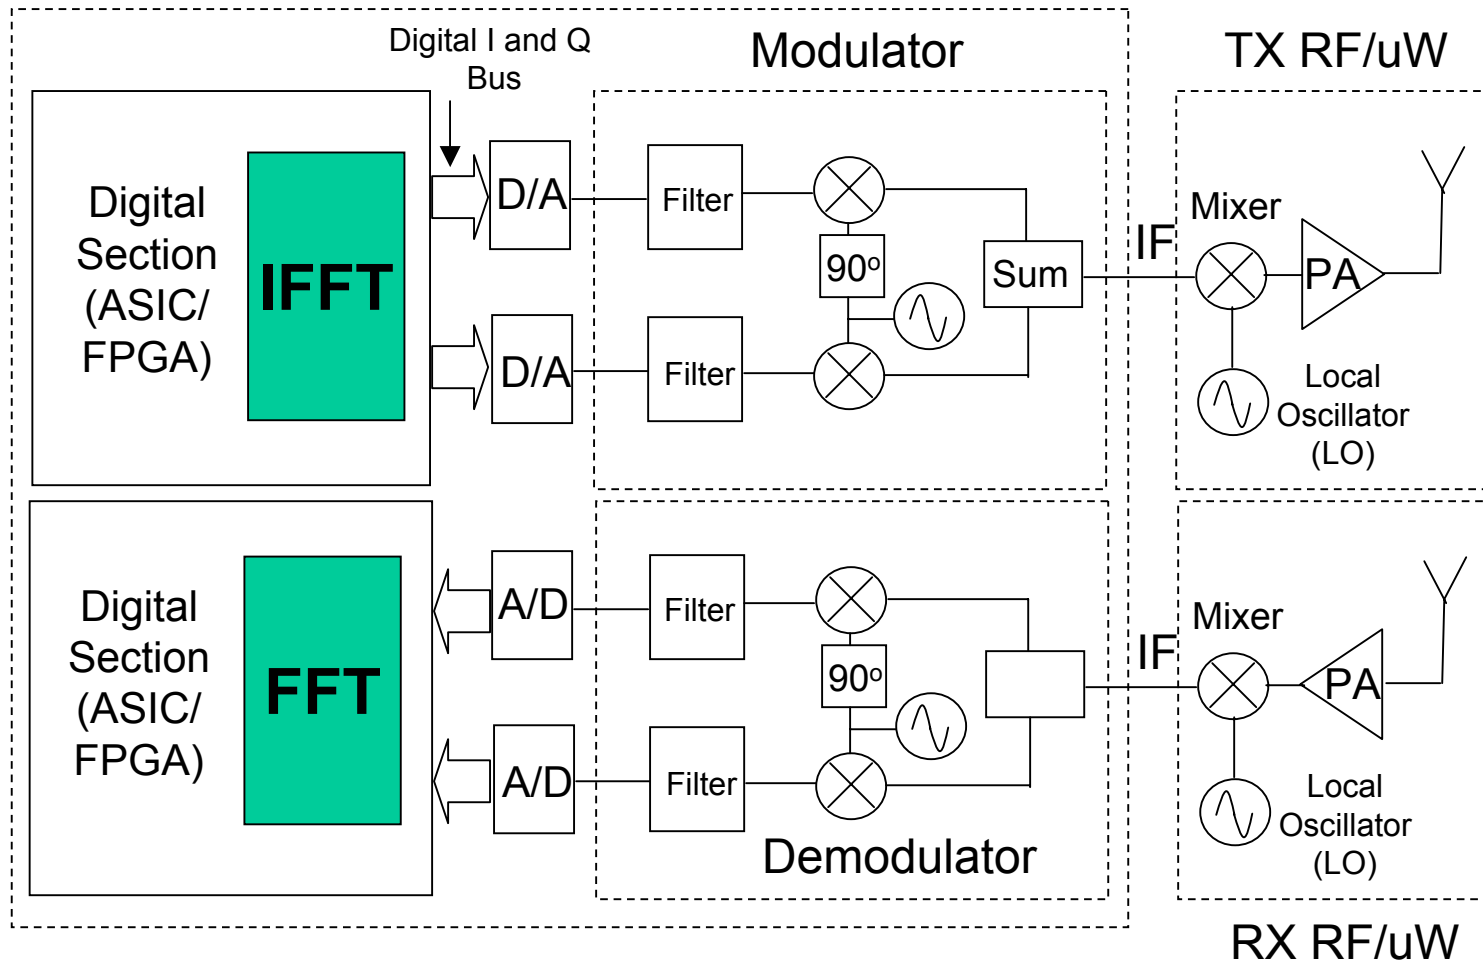 Digital I and Q
Bus
Modulator
TX RF/uW
Digital
Section
(ASIC/
FPGA)
IFFT
D/A
D/A
Filter
Filter
90o
Sum
IF
Mixer
PA
Local
Oscillator
(LO)
Digital
Section
(ASIC/
FPGA)
FFT
A/D
A/D
Filter
Filter
90o
Demodulator
IF
Mixer
PA
Local
Oscillator
(LO)
RX RF/uW